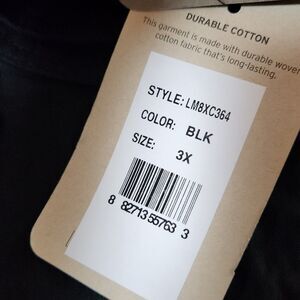 DURABLE COTTON
This garment is made with durable woven
cotton fabric that's long-lasting.
STYLE: LM8XC364
COLOR: BLK
SIZE: 3X
8 82713 55763 3